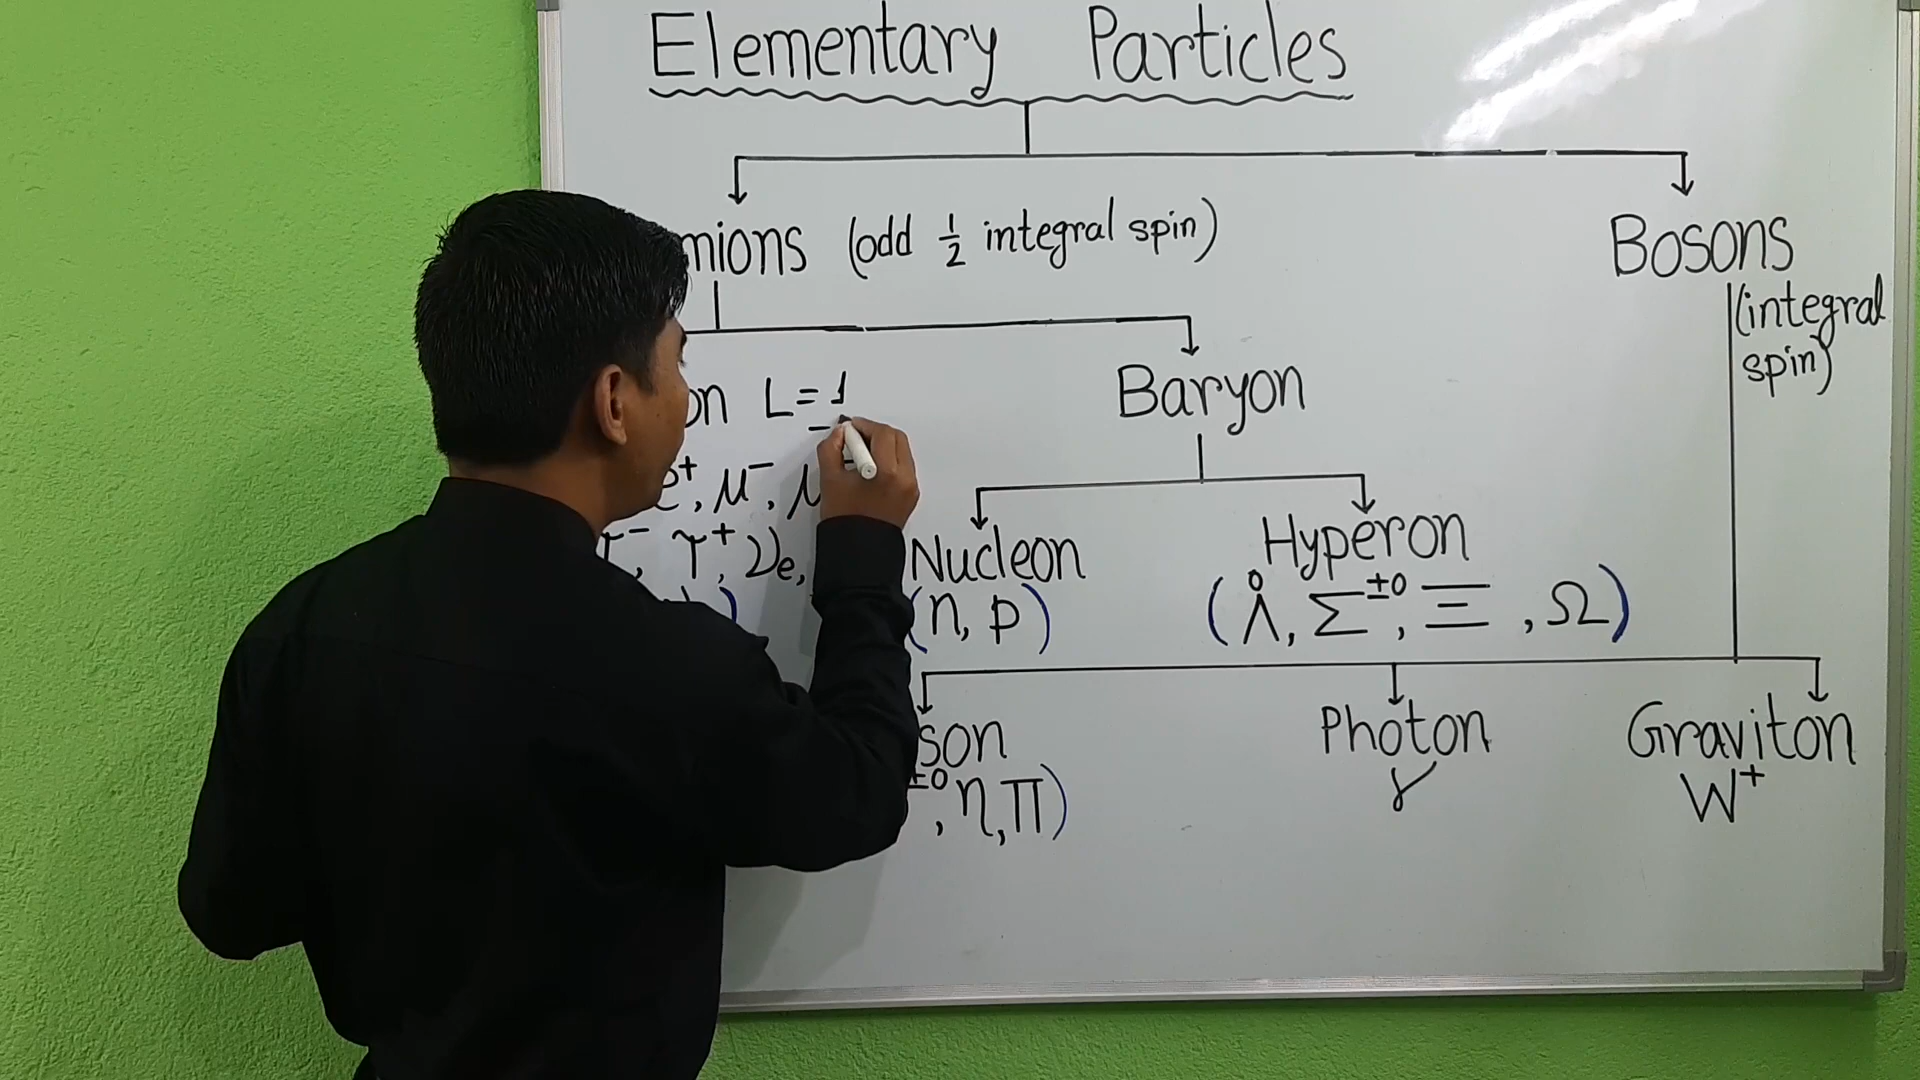 Elementary Particles
mions (odd 1/2 integral spin)
Bosons
(integral
spin)
on L=1
Baryon
e⁺, μ⁻, μ
τ⁻, τ⁺, νe,
Nucleon
(n, p)
Hyperon
(Λ⁰, Σ±⁰, Ξ, Ω)
son
±0, η, π)
Photon
γ
Graviton
W⁺